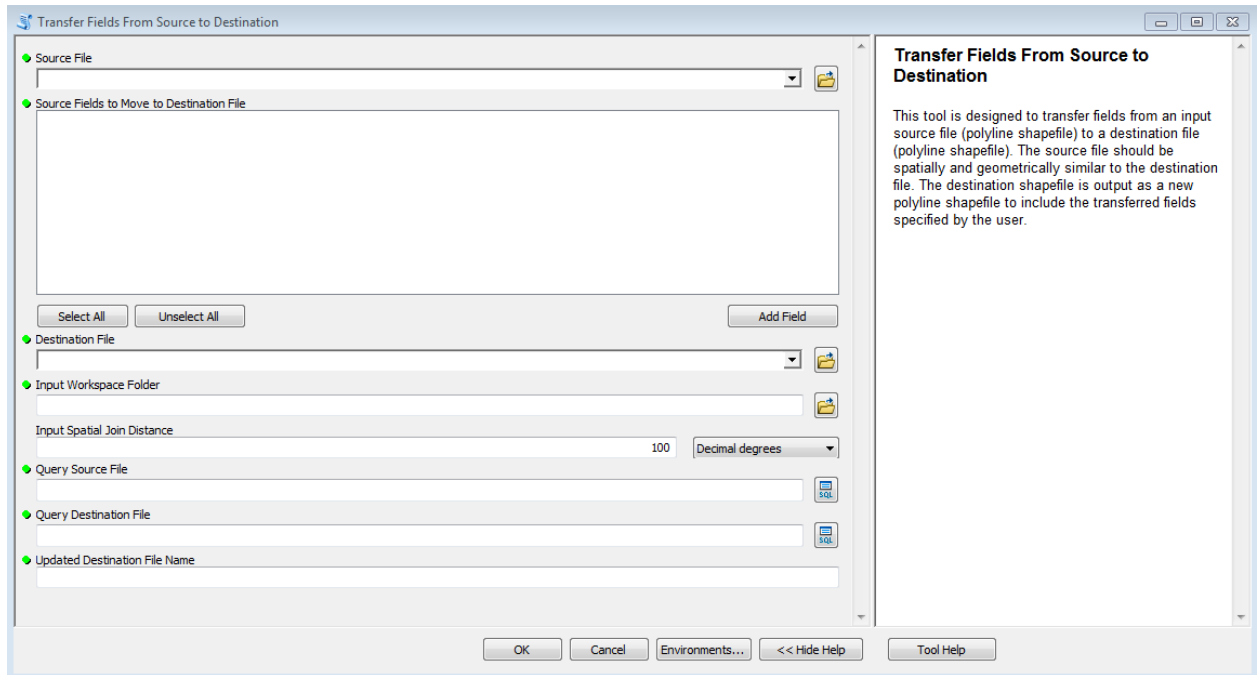 Transfer Fields From Source to Destination
Source File
Source Fields to Move to Destination File
Select All
Unselect All
Add Field
Destination File
Input Workspace Folder
Input Spatial Join Distance
100
Decimal degrees
Query Source File
SQL
Query Destination File
SQL
Updated Destination File Name
OK
Cancel
Environments...
<< Hide Help
Transfer Fields From Source to
Destination
This tool is designed to transfer fields from an input
source file (polyline shapefile) to a destination file
(polyline shapefile). The source file should be
spatially and geometrically similar to the destination
file. The destination shapefile is output as a new
polyline shapefile to include the transferred fields
specified by the user.
Tool Help